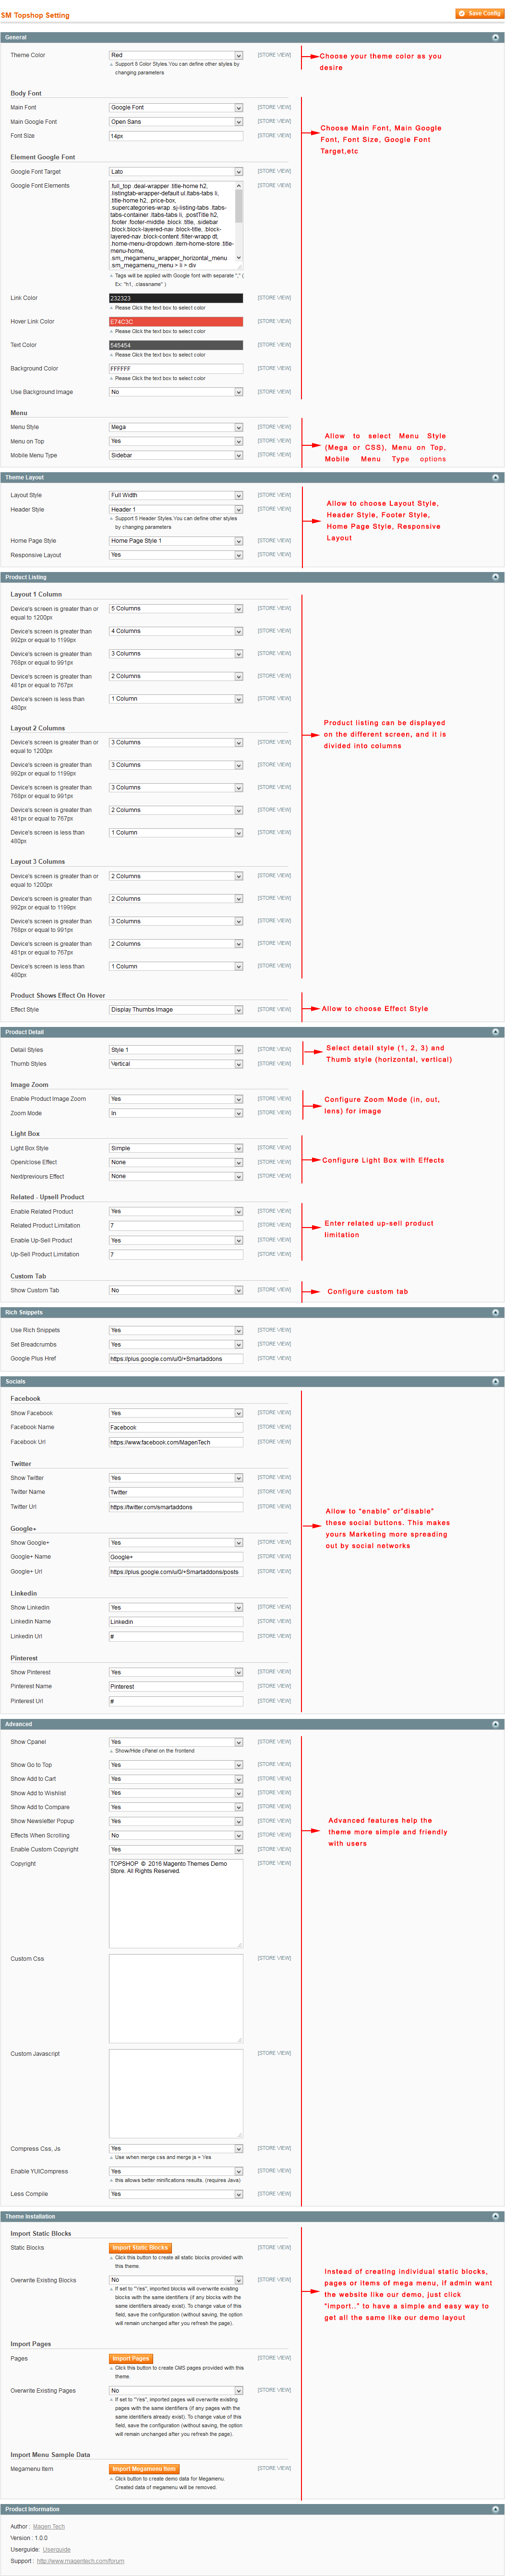 SM Topshop Setting
Save Config
General
Theme Color Red [STORE VIEW]
Support 8 Color Styles.You can define other styles by
changing parameters
Choose your theme color as you
desire
Body Font
Main Font Google Font [STORE VIEW]
Main Google Font Open Sans [STORE VIEW]
Font Size 14px [STORE VIEW]
Choose Main Font, Main Google
Font, Font Size, Google Font
Target,etc
Element Google Font
Google Font Target Lato [STORE VIEW]
Google Font Elements [STORE VIEW]
.full_top .deal-wrapper .title-home h2,
.listingtab-wrapper-default ul.ltabs-tabs li,
.title-home h2, .price-box,
.supercategories-wrap .sj-listing-tabs .ltabs-
tabs-container .ltabs-tabs li, .postTitle h2,
.footer .footer-middle .block .title, .sidebar
.block.block-layered-nav .block-title, .block-
layered-nav .block-content .filter-wrapp dt,
.home-menu-dropdown .item-home-store .title-
menu-home,
.sm_megamenu_wrapper_horizontal_menu
.sm_megamenu_menu > li > div
Tags will be applied with Google font with separate "," (
Ex: "h1, .classname" )
Link Color 232323 [STORE VIEW]
Please Click the text box to select color
Hover Link Color E74C3C [STORE VIEW]
Please Click the text box to select color
Text Color 545454 [STORE VIEW]
Please Click the text box to select color
Background Color FFFFFF [STORE VIEW]
Please Click the text box to select color
Use Background Image No [STORE VIEW]
Menu
Menu Style Mega [STORE VIEW]
Menu on Top Yes [STORE VIEW]
Mobile Menu Type Sidebar [STORE VIEW]
Allow to select Menu Style
(Mega or CSS), Menu on Top,
Mobile Menu Type options
Theme Layout
Layout Style Full Width [STORE VIEW]
Header Style Header 1 [STORE VIEW]
Support 5 Header Styles.You can define other styles
by changing parameters
Home Page Style Home Page Style 1 [STORE VIEW]
Responsive Layout Yes [STORE VIEW]
Allow to choose Layout Style,
Header Style, Footer Style,
Home Page Style, Responsive
Layout
Product Listing
Layout 1 Column
Device's screen is greater than or 5 Columns [STORE VIEW]
equal to 1200px
Device's screen is greater than 4 Columns [STORE VIEW]
992px or equal to 1199px
Device's screen is greater than 3 Columns [STORE VIEW]
768px or equal to 991px
Device's screen is greater than 2 Columns [STORE VIEW]
481px or equal to 767px
Device's screen is less than 1 Column [STORE VIEW]
480px
Layout 2 Columns
Device's screen is greater than or 3 Columns [STORE VIEW]
equal to 1200px
Device's screen is greater than 3 Columns [STORE VIEW]
992px or equal to 1199px
Device's screen is greater than 3 Columns [STORE VIEW]
768px or equal to 991px
Device's screen is greater than 2 Columns [STORE VIEW]
481px or equal to 767px
Device's screen is less than 1 Column [STORE VIEW]
480px
Product listing can be displayed
on the different screen, and it is
divided into columns
Layout 3 Columns
Device's screen is greater than or 2 Columns [STORE VIEW]
equal to 1200px
Device's screen is greater than 2 Columns [STORE VIEW]
992px or equal to 1199px
Device's screen is greater than 3 Columns [STORE VIEW]
768px or equal to 991px
Device's screen is greater than 2 Columns [STORE VIEW]
481px or equal to 767px
Device's screen is less than 1 Column [STORE VIEW]
480px
Product Shows Effect On Hover
Effect Style Display Thumbs Image [STORE VIEW]
Allow to choose Effect Style
Product Detail
Detail Styles Style 1 [STORE VIEW]
Thumb Styles Vertical [STORE VIEW]
Select detail style (1, 2, 3) and
Thumb style (horizontal, vertical)
Image Zoom
Enable Product Image Zoom Yes [STORE VIEW]
Zoom Mode In [STORE VIEW]
Configure Zoom Mode (in, out,
lens) for image
Light Box
Light Box Style Simple [STORE VIEW]
Open/close Effect None [STORE VIEW]
Next/previours Effect None [STORE VIEW]
Configure Light Box with Effects
Related - Upsell Product
Enable Related Product Yes [STORE VIEW]
Related Product Limitation 7 [STORE VIEW]
Enable Up-Sell Product Yes [STORE VIEW]
Up-Sell Product Limitation 7 [STORE VIEW]
Enter related up-sell product
limitation
Custom Tab
Show Custom Tab No [STORE VIEW]
Configure custom tab
Rich Snippets
Use Rich Snippets Yes [STORE VIEW]
Set Breadcrumbs Yes [STORE VIEW]
Google Plus Href https://plus.google.com/u/0/+Smartaddons [STORE VIEW]
Socials
Facebook
Show Facebook Yes [STORE VIEW]
Facebook Name Facebook [STORE VIEW]
Facebook Url https://www.facebook.com/MagenTech [STORE VIEW]
Twitter
Show Twitter Yes [STORE VIEW]
Twitter Name Twitter [STORE VIEW]
Twitter Url https://twitter.com/smartaddons [STORE VIEW]
Allow to "enable" or"disable"
these social buttons. This makes
yours Marketing more spreading
out by social networks
Google+
Show Google+ Yes [STORE VIEW]
Google+ Name Google+ [STORE VIEW]
Google+ Url https://plus.google.com/u/0/+Smartaddons/posts [STORE VIEW]
Linkedin
Show Linkedin Yes [STORE VIEW]
Linkedin Name Linkedin [STORE VIEW]
Linkedin Url # [STORE VIEW]
Pinterest
Show Pinterest Yes [STORE VIEW]
Pinterest Name Pinterest [STORE VIEW]
Pinterest Url # [STORE VIEW]
Advanced
Show Cpanel Yes [STORE VIEW]
Show/Hide cPanel on the frontend
Show Go to Top Yes [STORE VIEW]
Show Add to Cart Yes [STORE VIEW]
Show Add to Wishlist Yes [STORE VIEW]
Show Add to Compare Yes [STORE VIEW]
Show Newsletter Popup Yes [STORE VIEW]
Effects When Scrolling No [STORE VIEW]
Enable Custom Copyright Yes [STORE VIEW]
Advanced features help the
theme more simple and friendly
with users
Copyright [STORE VIEW]
TOPSHOP © 2016 Magento Themes Demo
Store. All Rights Reserved.
Custom Css [STORE VIEW]
Custom Javascript [STORE VIEW]
Compress Css, Js Yes [STORE VIEW]
Use when merge css and merge js = Yes
Enable YUICompress Yes [STORE VIEW]
this allows better minifications results. (requires Java)
Less Compile Yes [STORE VIEW]
Theme Installation
Import Static Blocks
Static Blocks Import Static Blocks [STORE VIEW]
Click this button to create all static blocks provided with
this theme.
Overwrite Existing Blocks No [STORE VIEW]
If set to "Yes", imported blocks will overwrite existing
blocks with the same identifiers (if any blocks with the
same identifiers already exist). To change value of this
field, save the configuration (without saving, the option
will remain unchanged after you refresh the page).
Instead of creating individual static blocks,
pages or items of mega menu, if admin want
the website like our demo, just click
"import.." to have a simple and easy way to
get all the same like our demo layout
Import Pages
Pages Import Pages [STORE VIEW]
Click this button to create CMS pages provided with this
theme.
Overwrite Existing Pages No [STORE VIEW]
If set to "Yes", imported pages will overwrite existing
pages with the same identifiers (if any pages with the
same identifiers already exist). To change value of this
field, save the configuration (without saving, the option
will remain unchanged after you refresh the page).
Import Menu Sample Data
Megamenu Item Import Megamenu Item [STORE VIEW]
Click button to create demo data for Megamenu.
Created data of megamenu will be removed.
Product Information
Author : Magen Tech
Version : 1.0.0
Userguide: Userguide
Support : http://www.magentech.com/forum